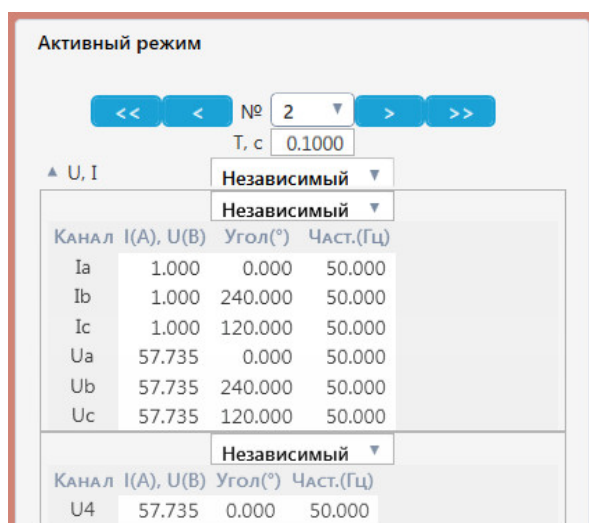 Активный режим
<< < № 2 ▼ > >>
Т, с 0.1000
▲ U, I Независимый ▼
Независимый ▼
Канал I(А), U(В) Угол(°) Част.(Гц)
Ia 1.000 0.000 50.000
Ib 1.000 240.000 50.000
Ic 1.000 120.000 50.000
Ua 57.735 0.000 50.000
Ub 57.735 240.000 50.000
Uc 57.735 120.000 50.000
Независимый ▼
Канал I(А), U(В) Угол(°) Част.(Гц)
U4 57.735 0.000 50.000